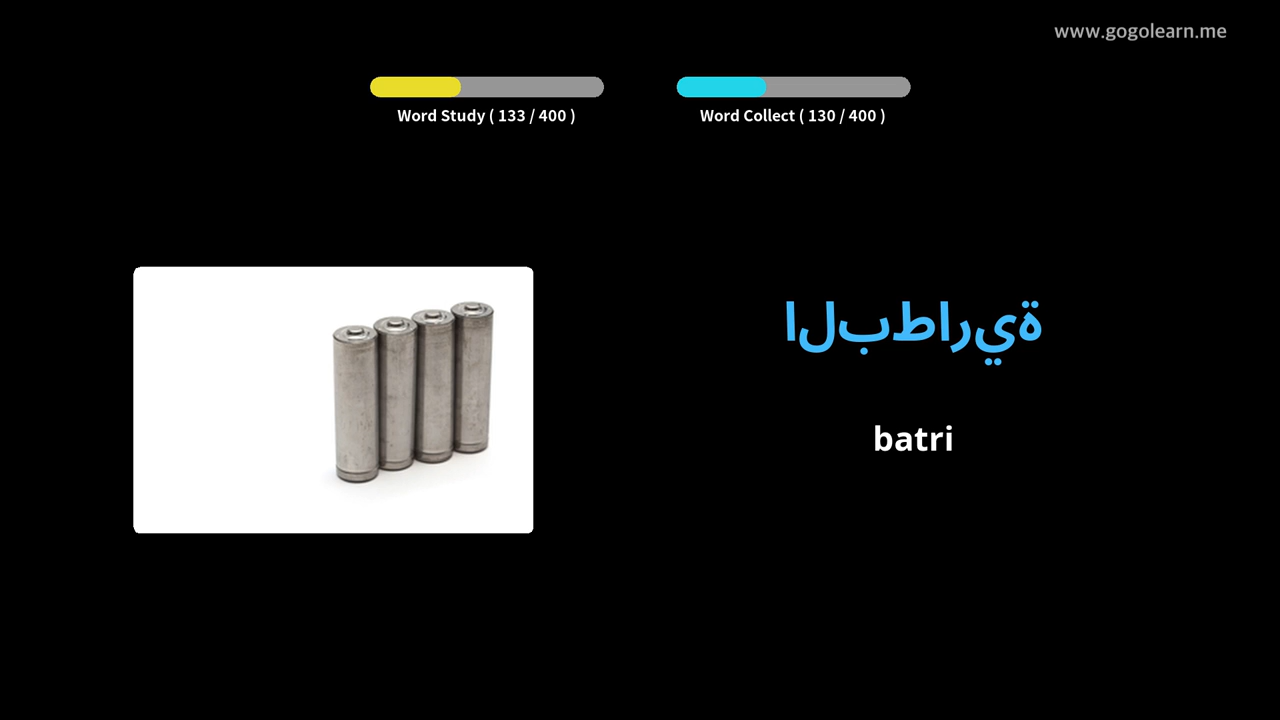 www.gogolearn.me
Word Study ( 133 / 400 )
Word Collect ( 130 / 400 )
البطارية
batri